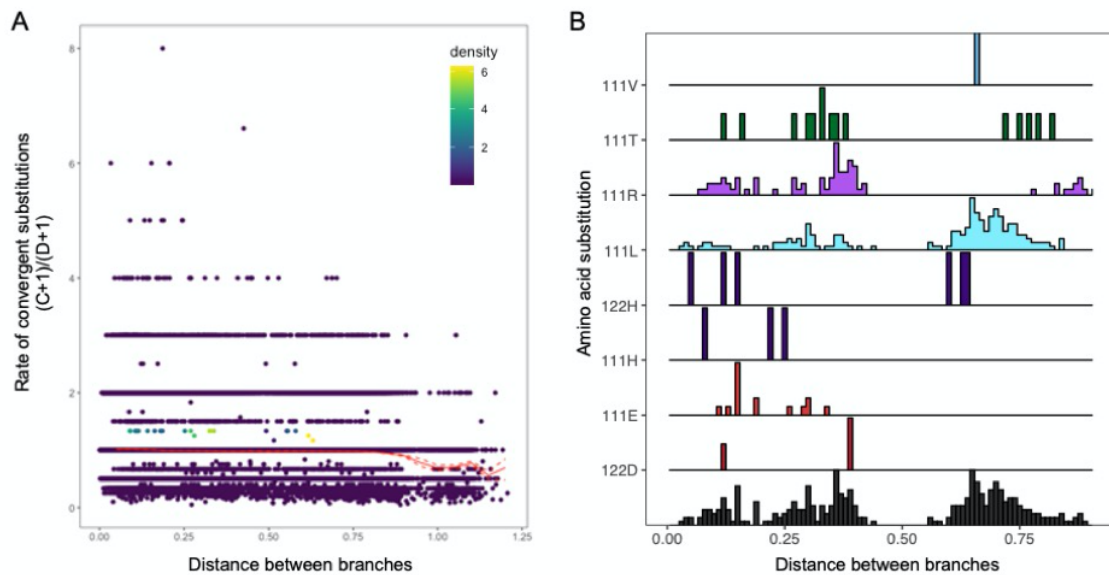 A
B
density
6
4
2
8
6
4
2
0
Rate of convergent substitutions
(C+1)/(D+1)
0.00
0.25
0.50
0.75
1.00
1.25
Distance between branches
Amino acid substitution
111V
111T
111R
111L
122H
111H
111E
122D
0.00
0.25
0.50
0.75
Distance between branches